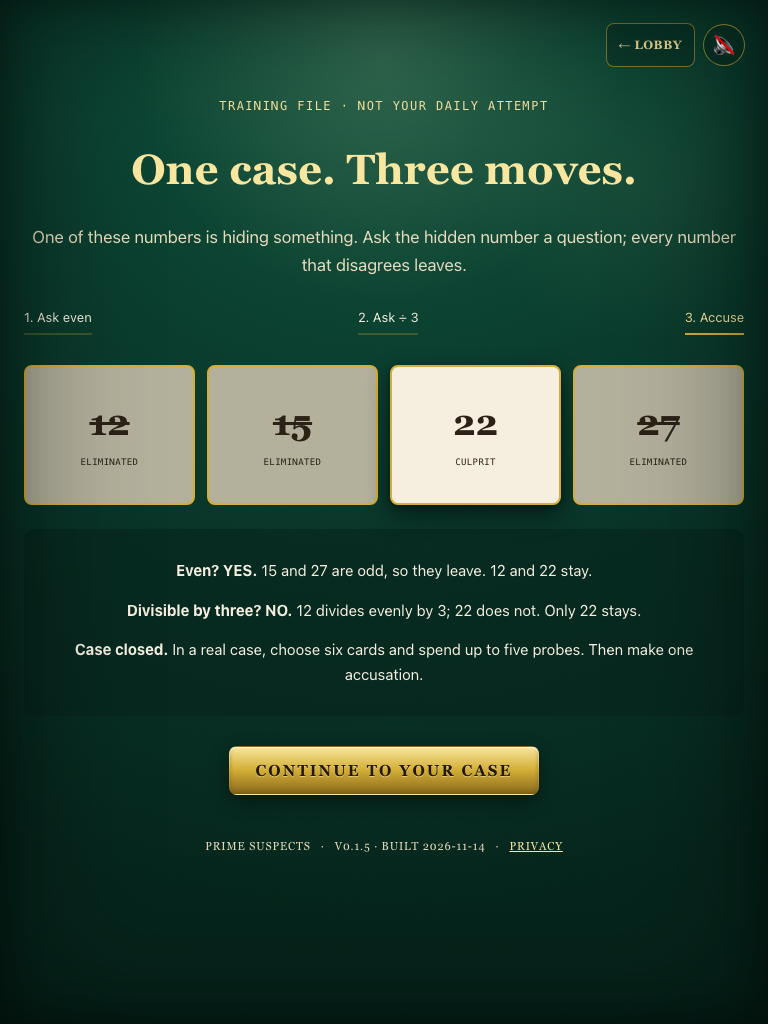 ← LOBBY
TRAINING FILE · NOT YOUR DAILY ATTEMPT
One case. Three moves.
One of these numbers is hiding something. Ask the hidden number a question; every number
that disagrees leaves.
1. Ask even
2. Ask ÷ 3
3. Accuse
12
ELIMINATED
15
ELIMINATED
22
CULPRIT
27
ELIMINATED
Even? YES. 15 and 27 are odd, so they leave. 12 and 22 stay.
Divisible by three? NO. 12 divides evenly by 3; 22 does not. Only 22 stays.
Case closed. In a real case, choose six cards and spend up to five probes. Then make one
accusation.
CONTINUE TO YOUR CASE
PRIME SUSPECTS · V0.1.5 · BUILT 2026-11-14 · PRIVACY